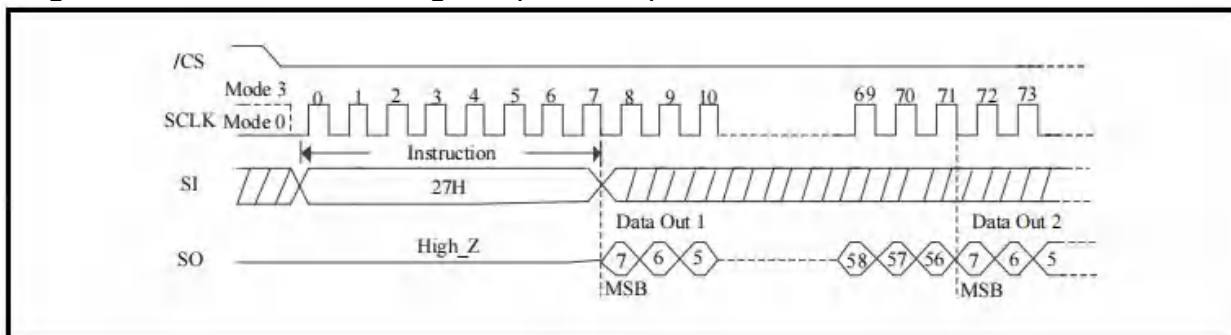 /CS
Mode 3
0 1 2 3 4 5 6 7 8 9 10 69 70 71 72 73
SCLK Mode 0
Instruction
SI 27H
Data Out 1 Data Out 2
SO High_Z 7 6 5 58 57 56 7 6 5
MSB MSB